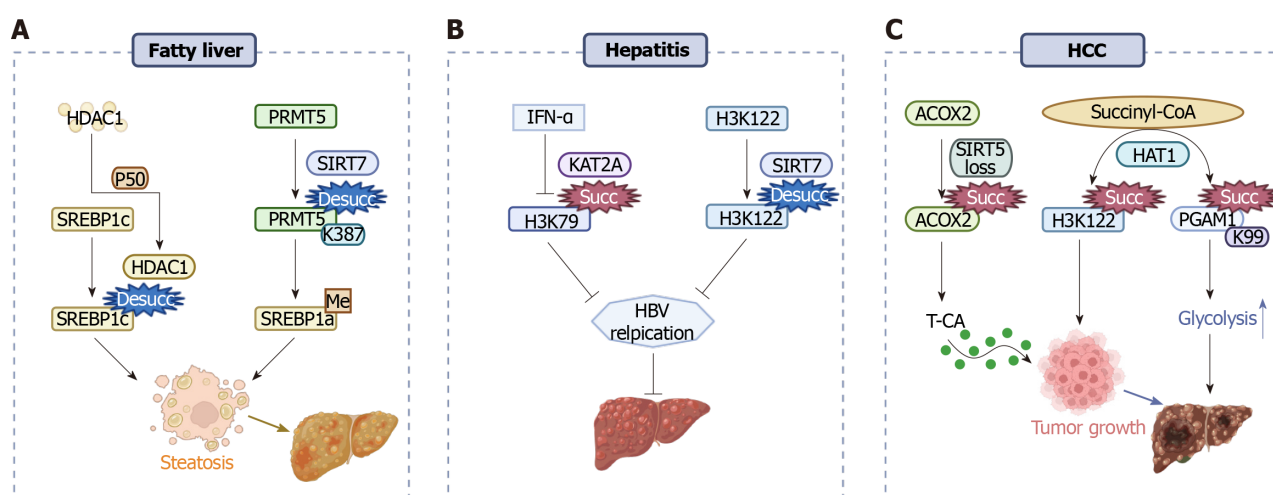 A
Fatty liver
HDAC1
PRMT5
P50
SIRT7
Desucc
SREBP1c
PRMT5
K387
HDAC1
Desucc
Me
SREBP1c
SREBP1a
Steatosis
B
Hepatitis
IFN-α
H3K122
KAT2A
SIRT7
Succ
Desucc
H3K79
H3K122
HBV
relpication
C
HCC
ACOX2
Succinyl-CoA
SIRT5
loss
HAT1
Succ
Succ
Succ
ACOX2
H3K122
PGAM1
K99
T-CA
Glycolysis
Tumor growth